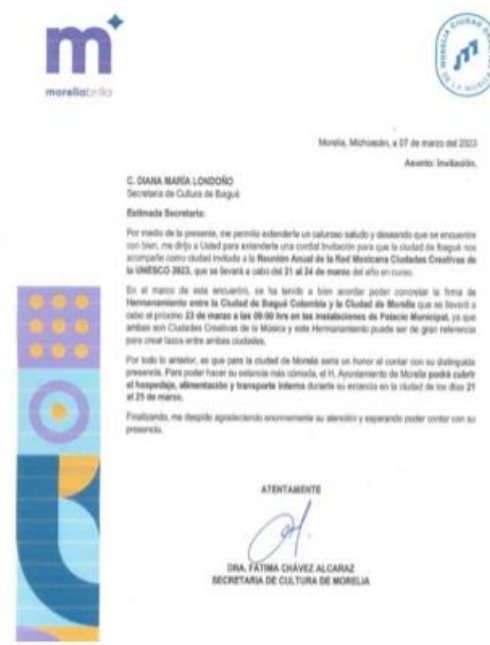 m
moreliabrilla
MORELIA CIUDAD CREATIVA
DE LA MÚSICA
Morelia, Michoacán, a 07 de marzo del 2023
Asunto: Invitación.
C. DIANA MARÍA LONDOÑO
Secretaria de Cultura de Ibagué
Estimada Secretaria:
Por medio de la presente, me permito extenderle un caluroso saludo y deseando que se encuentre
con bien, me dirijo a Usted para extenderle una cordial Invitación para que la ciudad de Ibagué nos
acompañe como ciudad invitada a la Reunión Anual de la Red Mexicana Ciudades Creativas de
la UNESCO 2023, que se llevará a cabo del 21 al 24 de marzo del año en curso.
En el marco de este encuentro, se ha tenido a bien acordar poder concretar la firma de
Hermanamiento entre la Ciudad de Ibagué Colombia y la Ciudad de Morelia que se llevará a
cabo el próximo 23 de marzo a las 09:00 hrs en las instalaciones de Palacio Municipal, ya que
ambas son Ciudades Creativas de la Música y este Hermanamiento puede ser de gran referencia
para crear lazos entre ambas ciudades.
Por todo lo anterior, es que para la ciudad de Morelia sería un honor el contar con su distinguida
presencia. Para poder hacer su estancia más cómoda, el H. Ayuntamiento de Morelia podrá cubrir
el hospedaje, alimentación y transporte interno durante su estancia en la ciudad de los días 21
al 25 de marzo.
Finalizando, me despido agradeciendo enormemente su atención y esperando poder contar con su
presencia.
ATENTAMENTE
DRA. FÁTIMA CHÁVEZ ALCARAZ
SECRETARIA DE CULTURA DE MORELIA